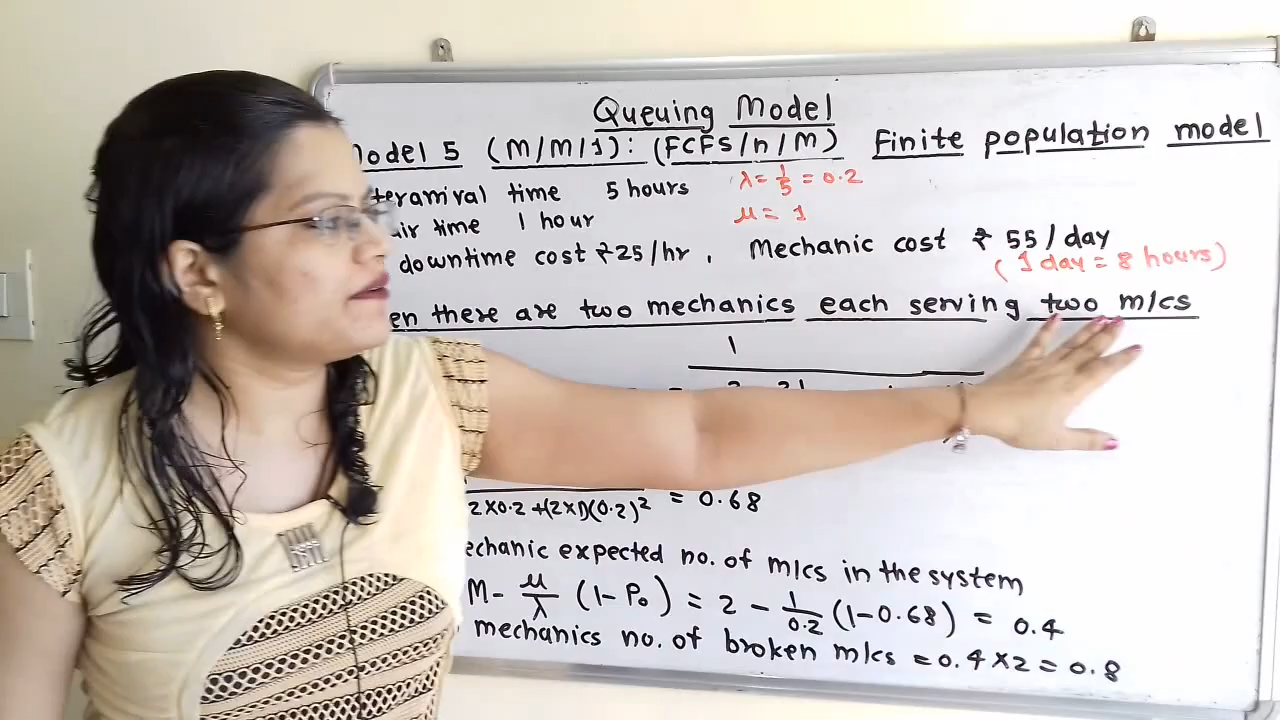 Queuing Model
odel 5 (M/M/1): (FCFS/n/M) Finite population model
teramival time 5 hours λ = 1/5 = 0.2
air time 1 hour μ = 1
downtime cost ₹25/hr, Mechanic cost ₹ 55/day
(1 day = 8 hours)
en there are two mechanics each serving two m/cs
1
2×0.2 + (2×1)(0.2)² = 0.68
echanic expected no. of m/cs in the system
M - μ/λ (1-P₀) = 2 - 1/0.2 (1-0.68) = 0.4
mechanics no. of broken m/cs = 0.4 × 2 = 0.8